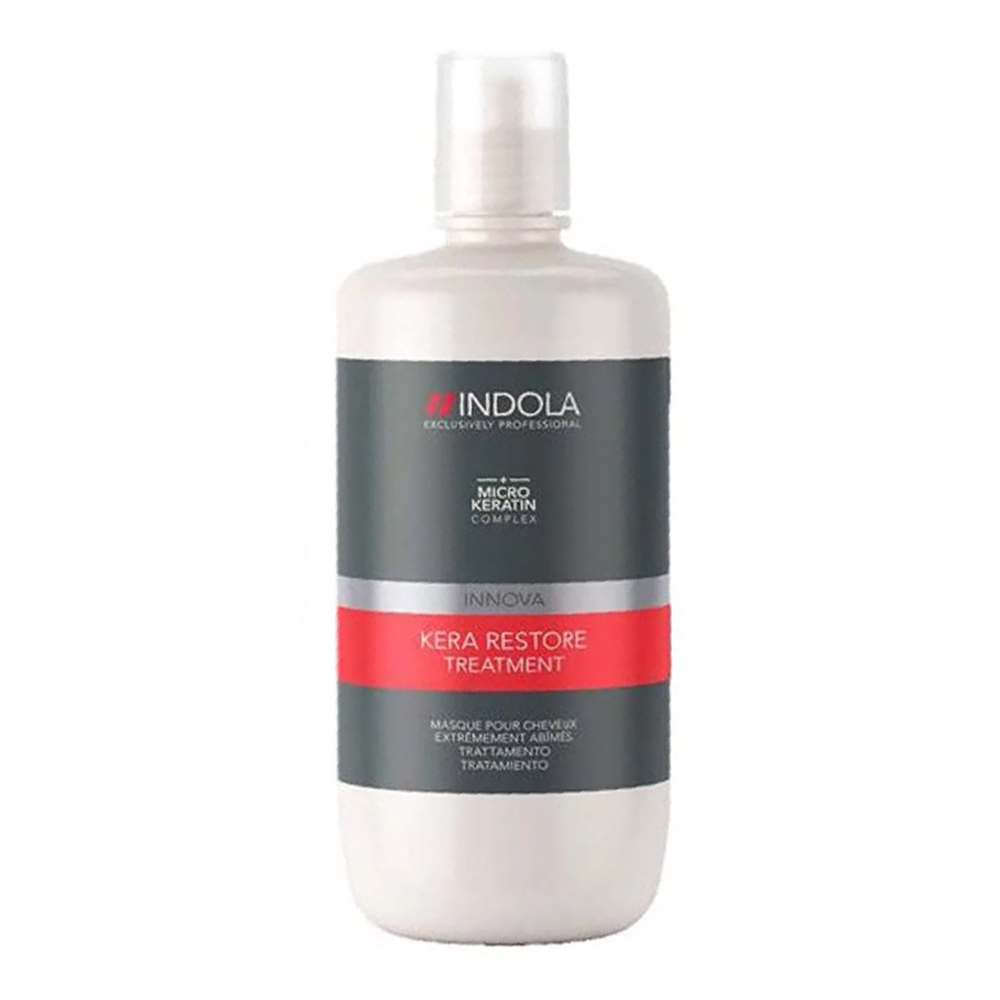 INDOLA
EXCLUSIVELY PROFESSIONAL
MICRO
KERATIN
COMPLEX
INNOVA
KERA RESTORE
TREATMENT
MASQUE POUR CHEVEUX
EXTRÊMEMENT ABÎMÉS
TRATTAMENTO
TRATAMIENTO